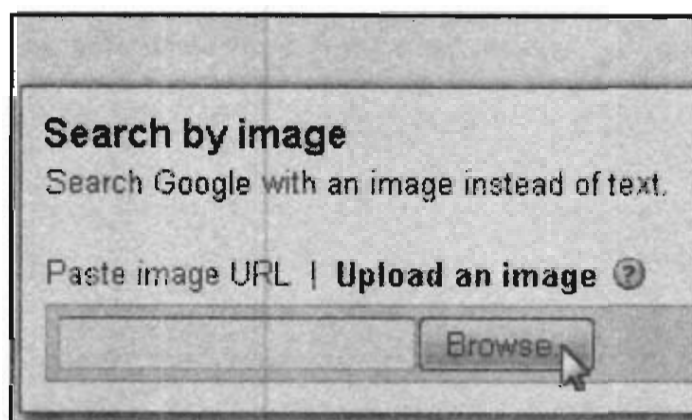 Search by image
Search Google with an image instead of text.
Paste image URL | Upload an image ?
Browse...